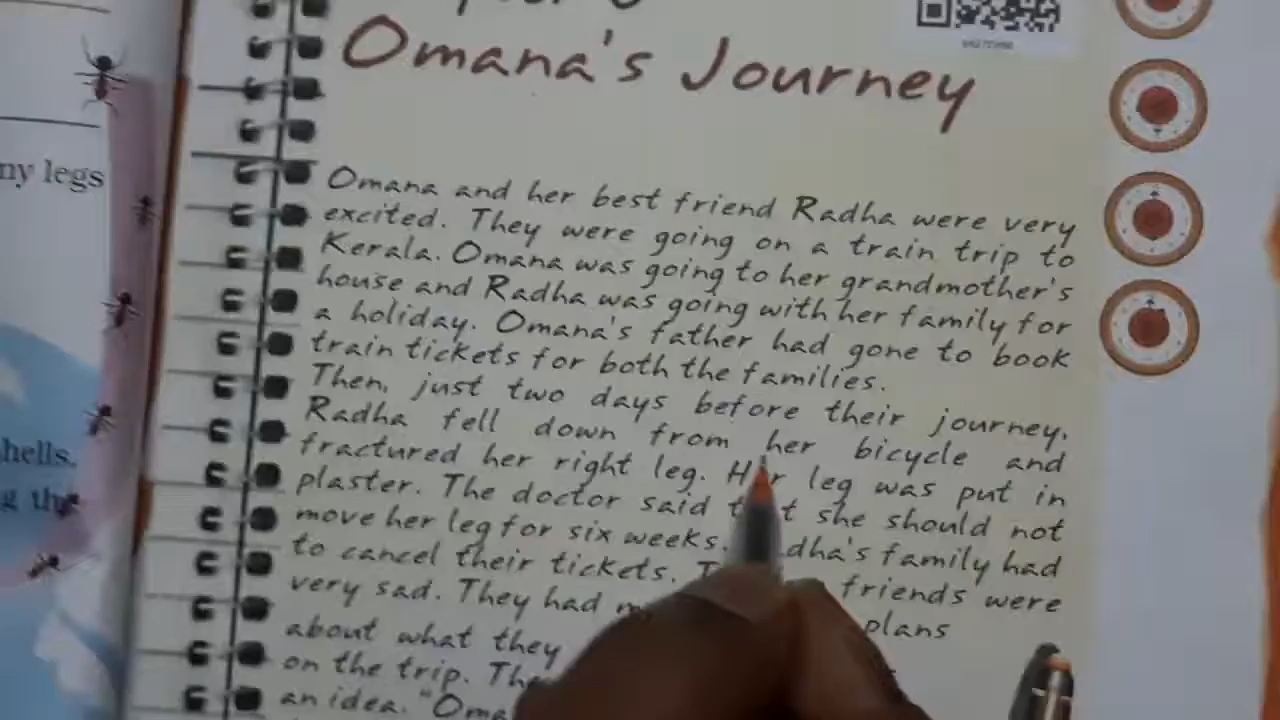 Omana's Journey
ny legs
Omana and her best friend Radha were very
excited. They were going on a train trip to
Kerala. Omana was going to her grandmother's
house and Radha was going with her family for
a holiday. Omana's father had gone to book
train tickets for both the families.
Then, just two days before their journey,
Radha fell down from her bicycle and
fractured her right leg. Her leg was put in
plaster. The doctor said that she should not
move her leg for six weeks. Radha's family had
to cancel their tickets. friends were
very sad. They had plans
about what they
on the trip.
an idea. "Oma
hells.
g the